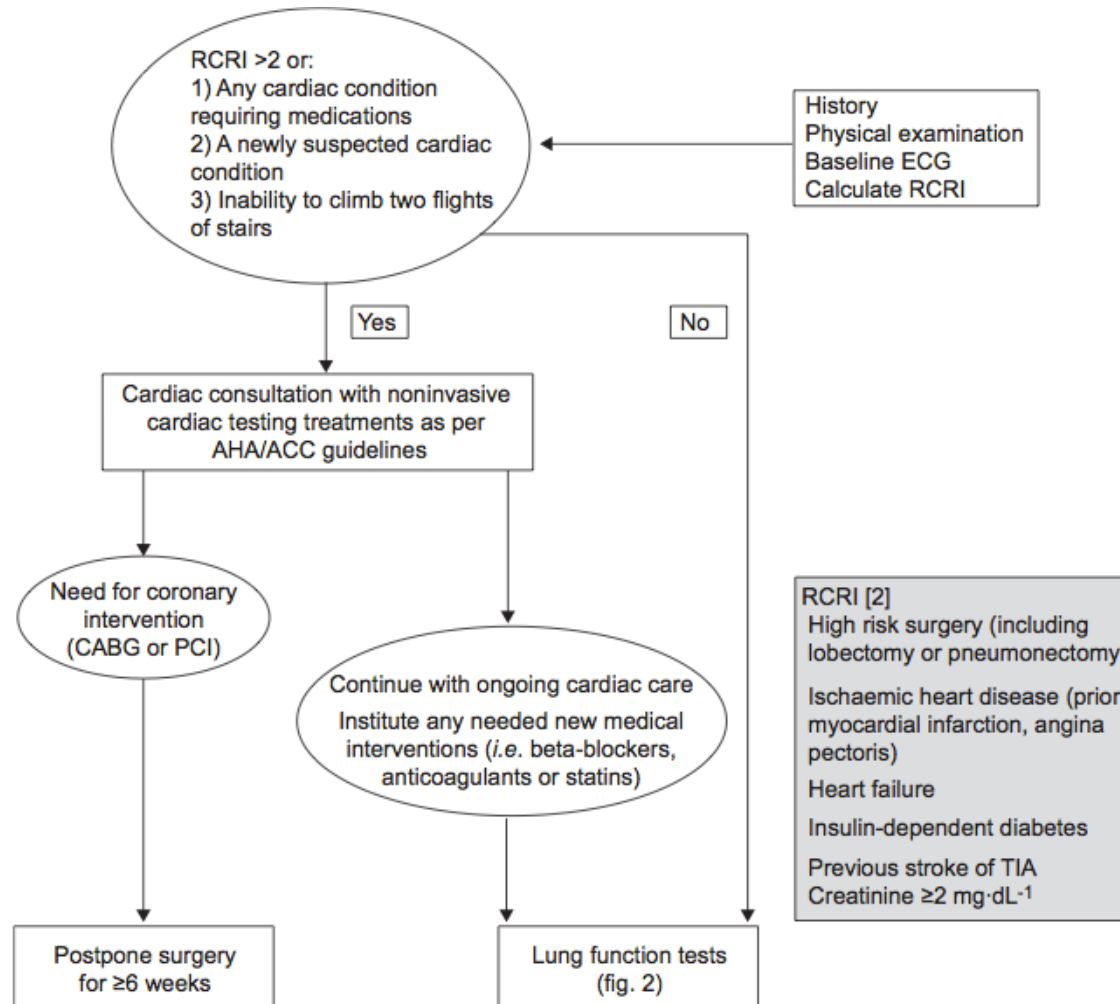 RCRI >2 or:
1) Any cardiac condition
requiring medications
2) A newly suspected cardiac
condition
3) Inability to climb two flights
of stairs
History
Physical examination
Baseline ECG
Calculate RCRI
Yes
No
Cardiac consultation with noninvasive
cardiac testing treatments as per
AHA/ACC guidelines
Need for coronary
intervention
(CABG or PCI)
Continue with ongoing cardiac care
Institute any needed new medical
interventions (i.e. beta-blockers,
anticoagulants or statins)
RCRI [2]
High risk surgery (including
lobectomy or pneumonectomy
Ischaemic heart disease (prior
myocardial infarction, angina
pectoris)
Heart failure
Insulin-dependent diabetes
Previous stroke of TIA
Creatinine ≥2 mg·dL⁻¹
Postpone surgery
for ≥6 weeks
Lung function tests
(fig. 2)